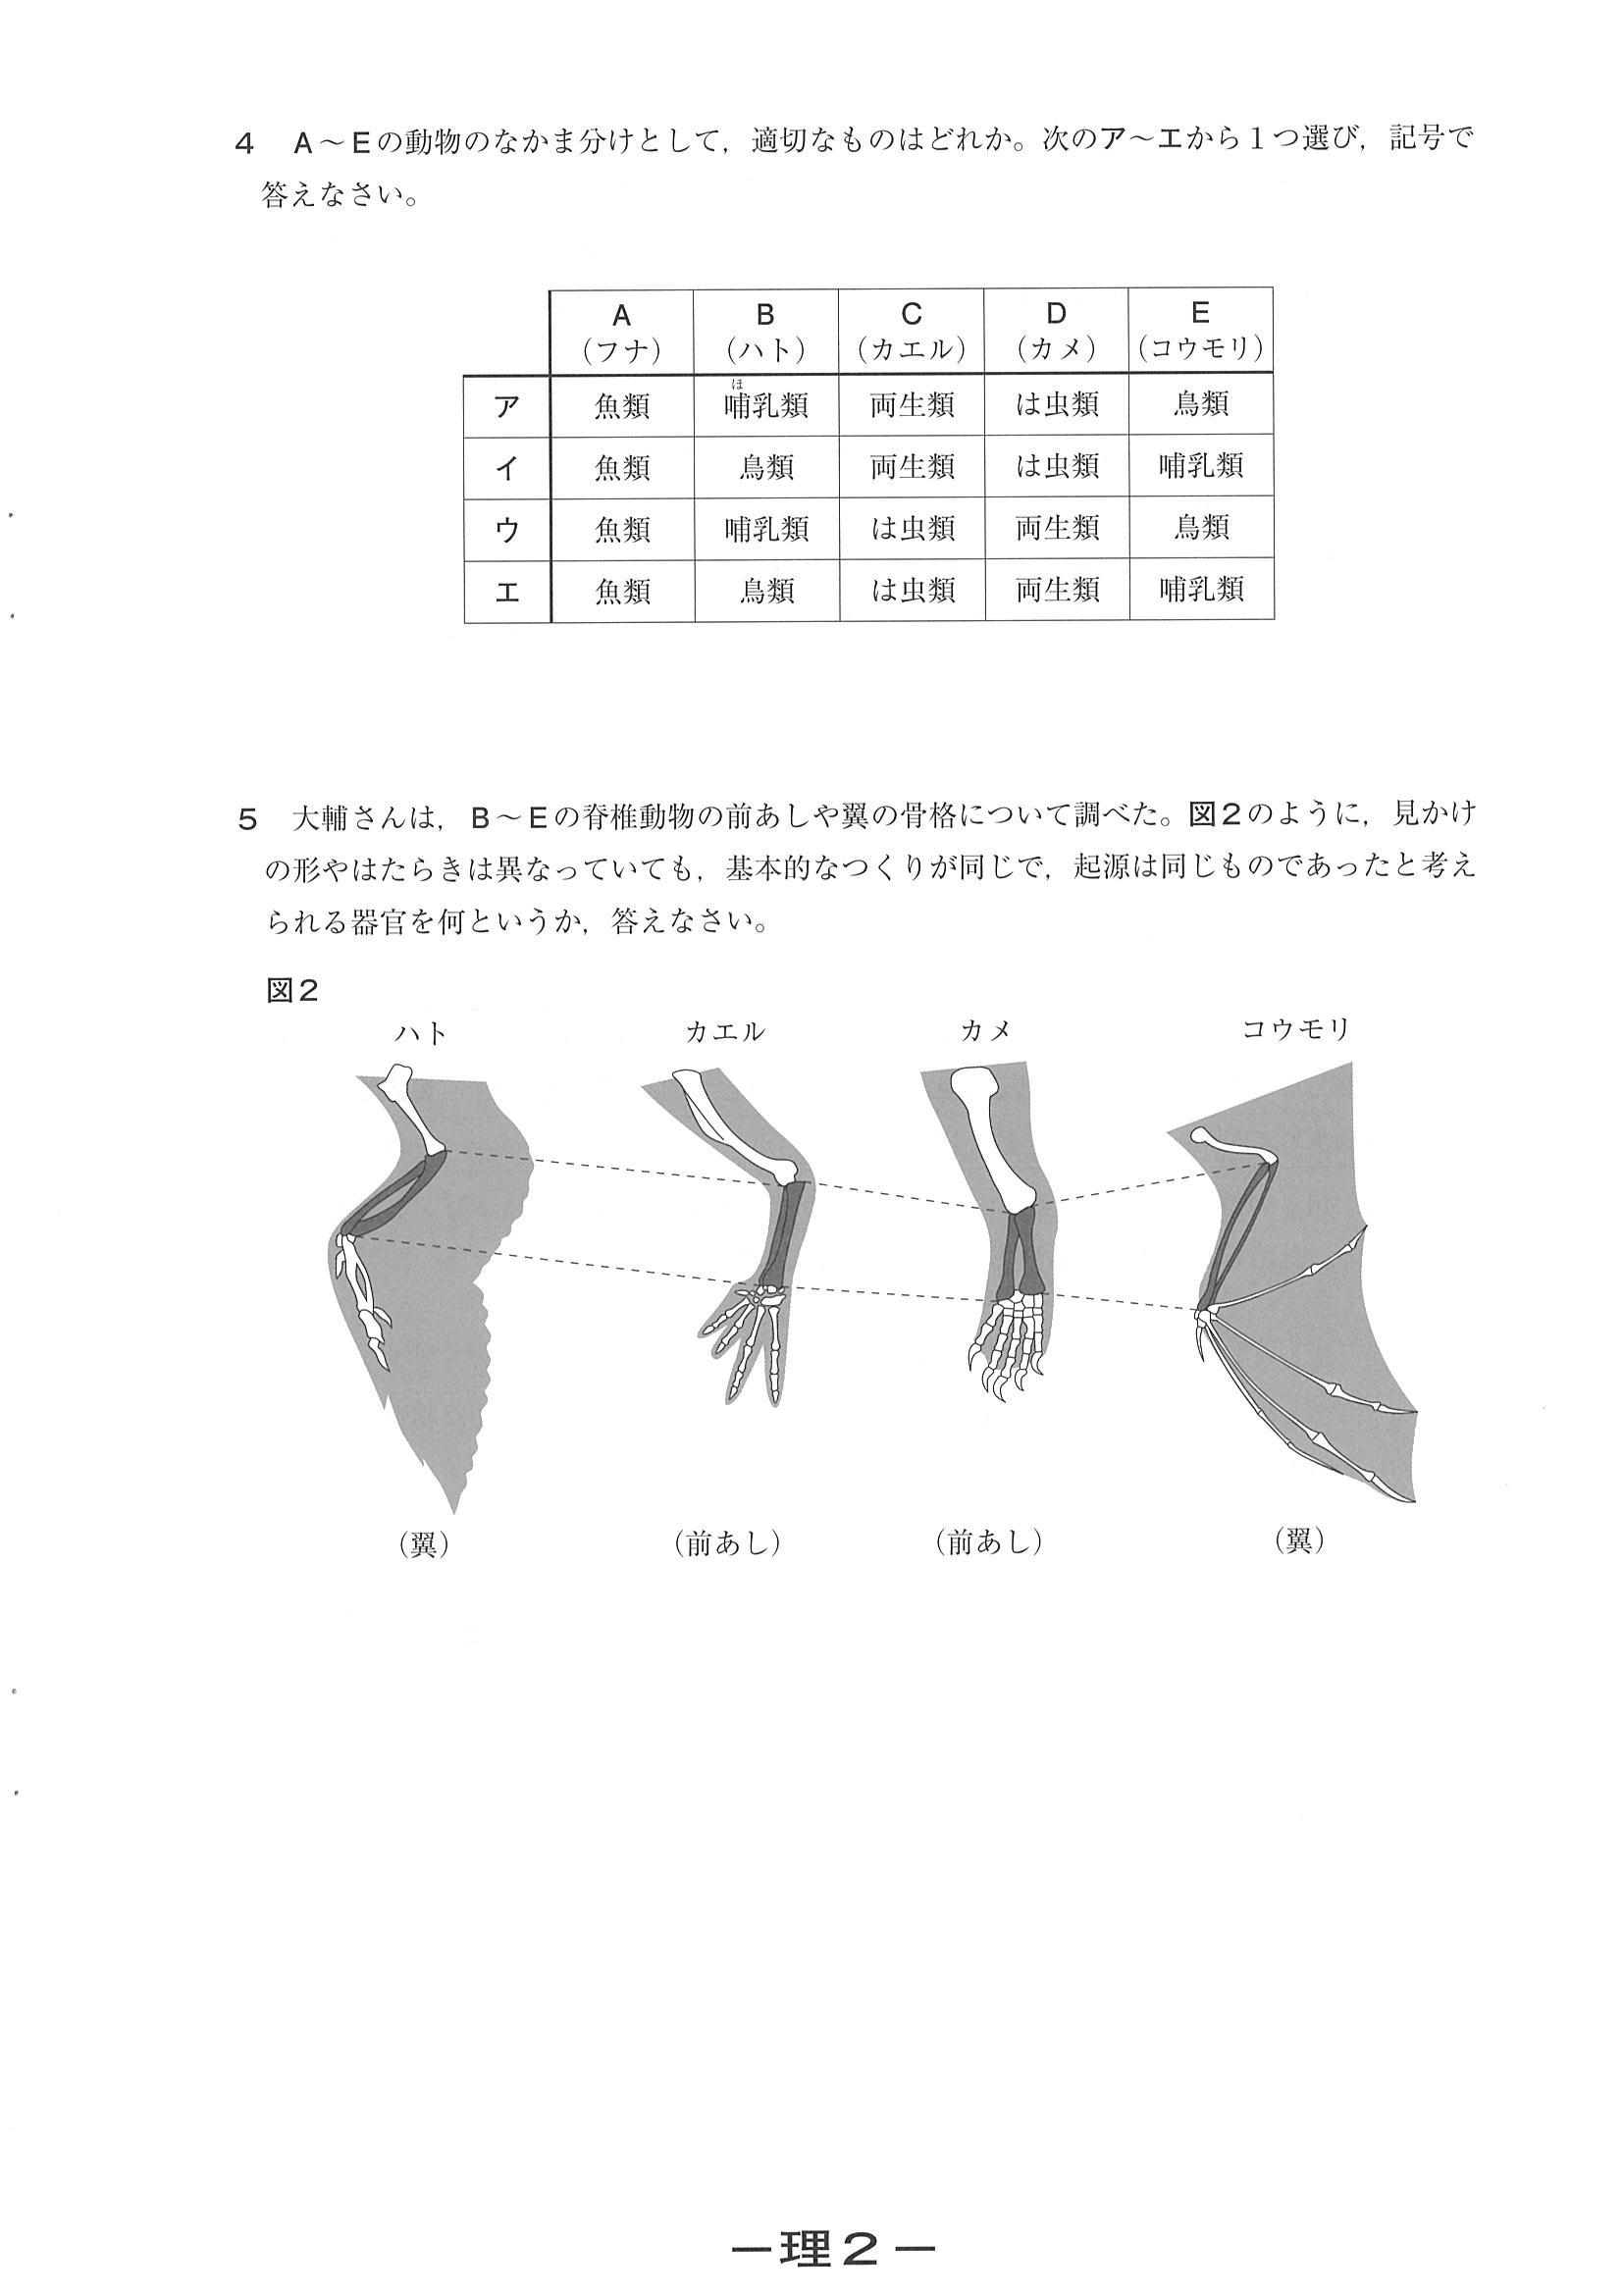 4 A～Eの動物のなかま分けとして，適切なものはどれか。次のア～エから１つ選び，記号で
答えなさい。
A B C D E
（フナ） （ハト） （カエル） （カメ） （コウモリ）
ほ
ア 魚類 哺乳類 両生類 は虫類 鳥類
イ 魚類 鳥類 両生類 は虫類 哺乳類
ウ 魚類 哺乳類 は虫類 両生類 鳥類
エ 魚類 鳥類 は虫類 両生類 哺乳類
5 大輔さんは，B～Eの脊椎動物の前あしや翼の骨格について調べた。図2のように，見かけ
の形やはたらきは異なっていても，基本的なつくりが同じで，起源は同じものであったと考え
られる器官を何というか，答えなさい。
図2
ハト カエル カメ コウモリ
（翼） （前あし） （前あし） （翼）
－理2－